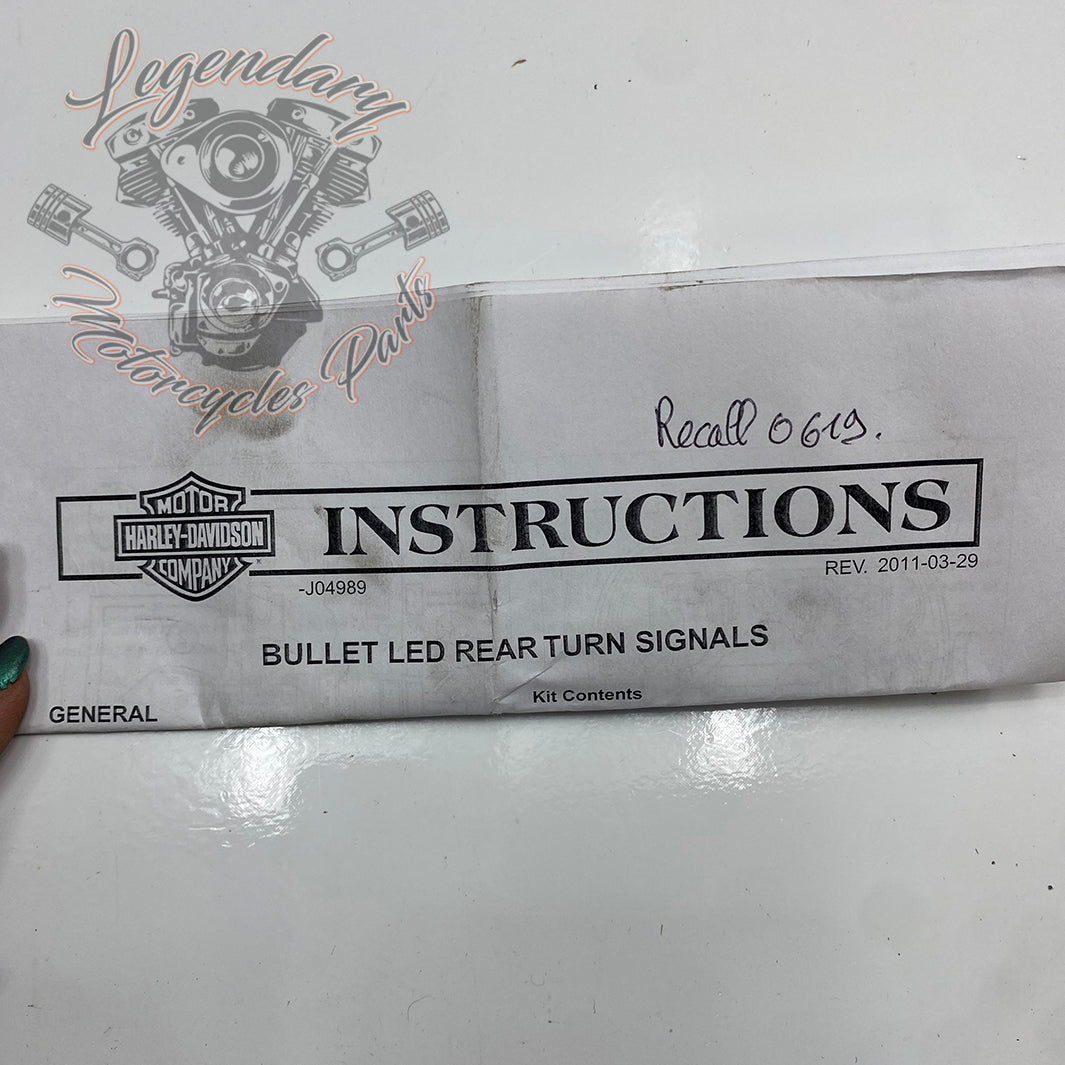 Legendary
Motorcycles Parts
Recall 0619.
MOTOR
HARLEY-DAVIDSON
COMPANY
INSTRUCTIONS
-J04989
REV. 2011-03-29
BULLET LED REAR TURN SIGNALS
Kit Contents
GENERAL